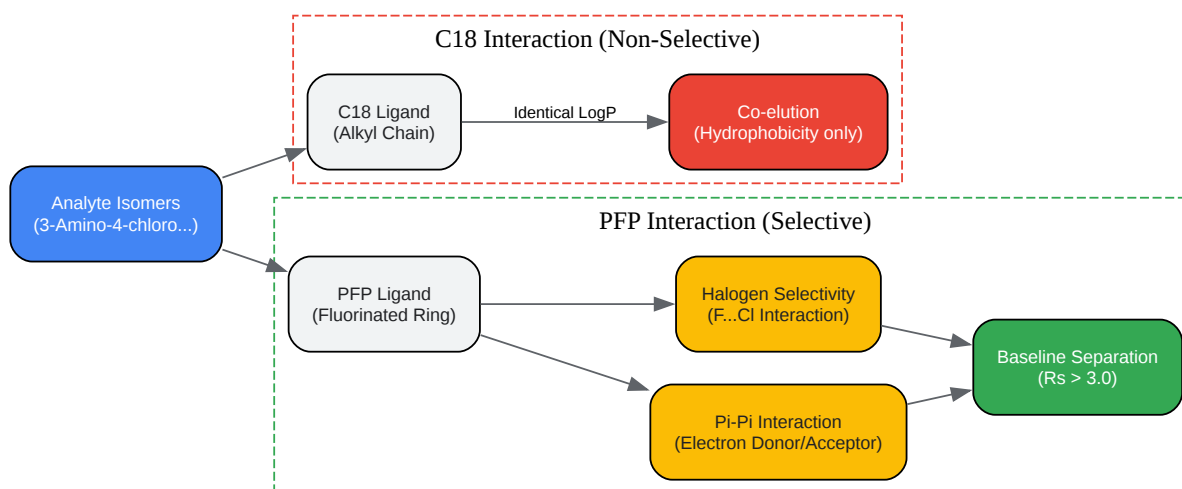 C18 Interaction (Non-Selective)
C18 Ligand
(Alkyl Chain)
Identical LogP
Co-elution
(Hydrophobicity only)
Analyte Isomers
(3-Amino-4-chloro...)
PFP Interaction (Selective)
PFP Ligand
(Fluorinated Ring)
Halogen Selectivity
(F...Cl Interaction)
Pi-Pi Interaction
(Electron Donor/Acceptor)
Baseline Separation
(Rs > 3.0)